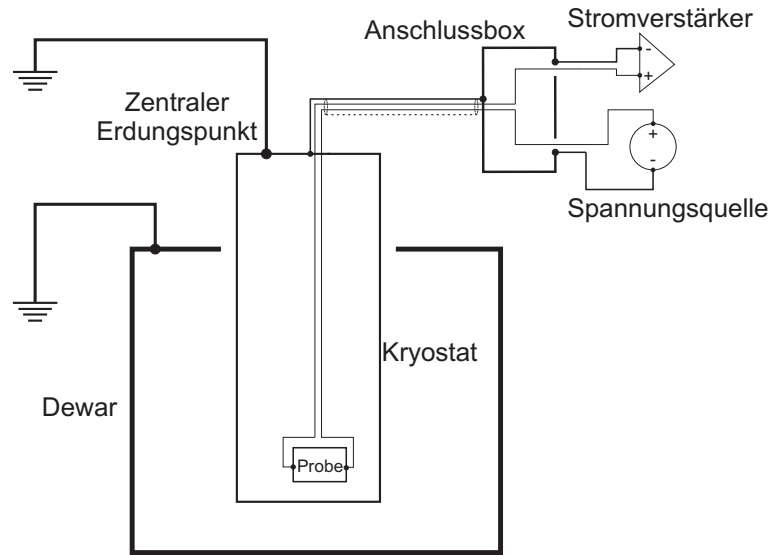 Stromverstärker
Anschlussbox
-
+
Zentraler
Erdungspunkt
+
-
Spannungsquelle
Kryostat
Dewar
Probe